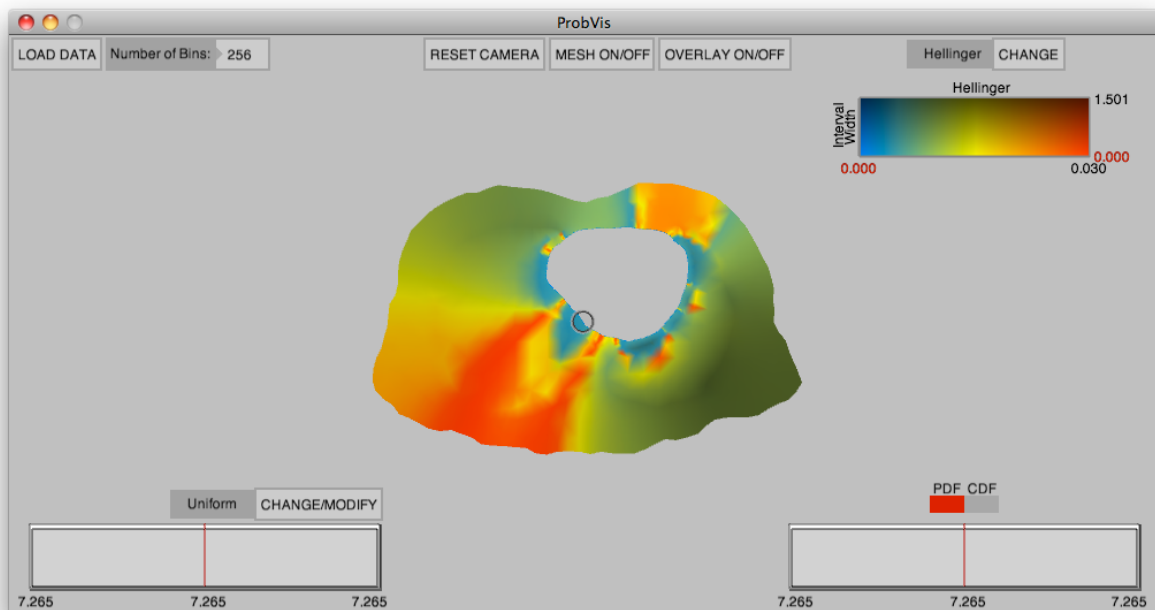 ProbVis
LOAD DATA Number of Bins: 256 RESET CAMERA MESH ON/OFF OVERLAY ON/OFF Hellinger CHANGE
Hellinger
Interval Width
1.501
0.000
0.000 0.030
Uniform CHANGE/MODIFY
PDF CDF
7.265 7.265 7.265
7.265 7.265 7.265